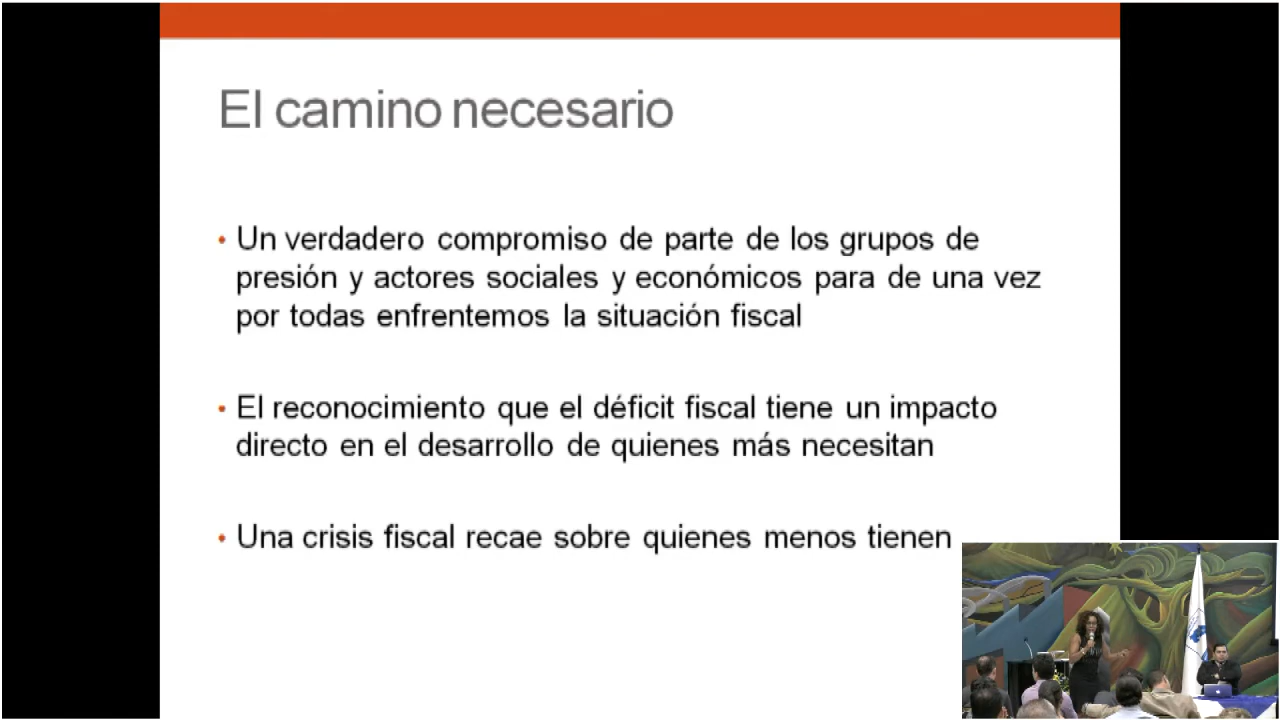 El camino necesario
• Un verdadero compromiso de parte de los grupos de
presión y actores sociales y económicos para de una vez
por todas enfrentemos la situación fiscal
• El reconocimiento que el déficit fiscal tiene un impacto
directo en el desarrollo de quienes más necesitan
• Una crisis fiscal recae sobre quienes menos tienen